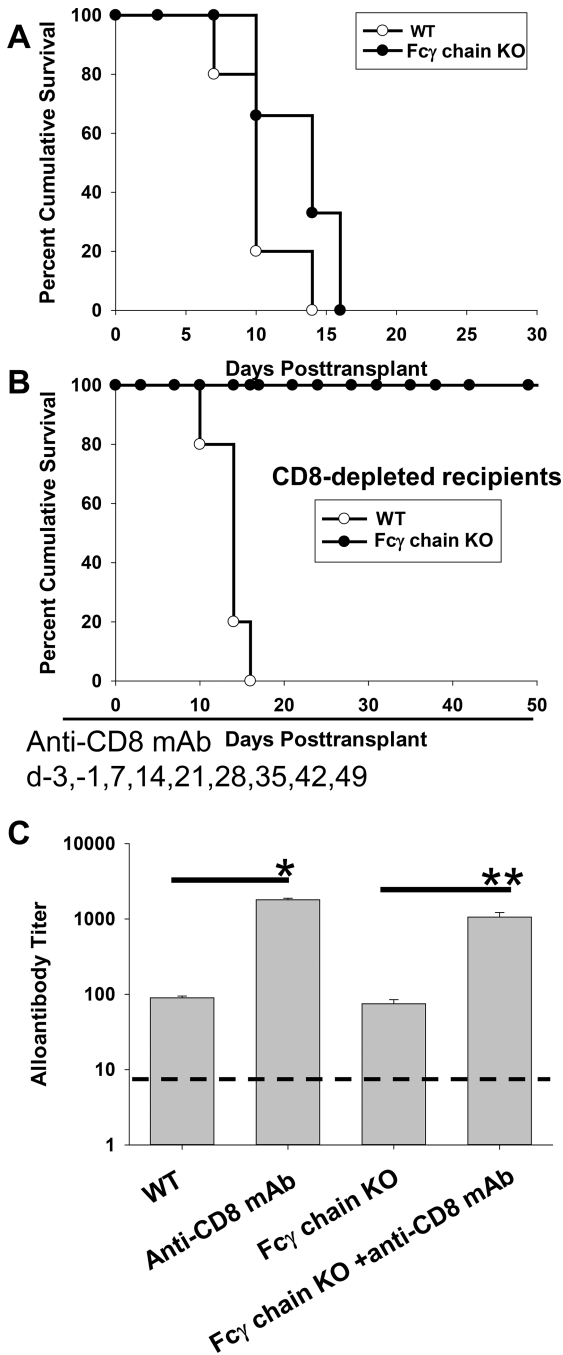 A
WT
Fcγ chain KO
Percent Cumulative Survival
100
80
60
40
20
0
0 5 10 15 20 25 30
Days Posttransplant
B
CD8-depleted recipients
WT
Fcγ chain KO
Percent Cumulative Survival
100
80
60
40
20
0
0 10 20 30 40 50
Days Posttransplant
Anti-CD8 mAb
d-3,-1,7,14,21,28,35,42,49
C
Alloantibody Titer
10000
1000
100
10
1
*
**
WT
Anti-CD8 mAb
Fcγ chain KO
Fcγ chain KO +anti-CD8 mAb